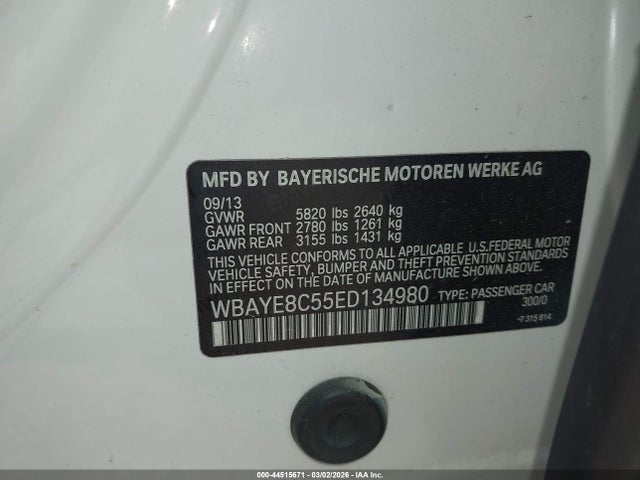 MFD BY BAYERISCHE MOTOREN WERKE AG
09/13
GVWR 5820 lbs 2640 kg
GAWR FRONT 2780 lbs 1261 kg
GAWR REAR 3155 lbs 1431 kg
THIS VEHICLE CONFORMS TO ALL APPLICABLE U.S.FEDERAL MOTOR
VEHICLE SAFETY, BUMPER AND THEFT PREVENTION STANDARDS
IN EFFECT ON THE DATE OF MANUFACTURE SHOWN ABOVE.
WBAYE8C55ED134980 TYPE: PASSENGER CAR
300/0
-7 315 814
000-44515671 | 03/02/2026 | IAA Inc.